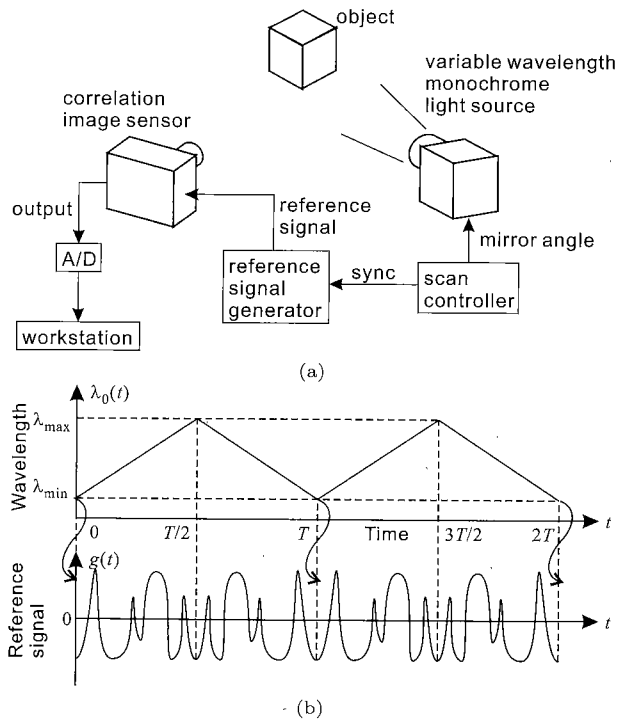 object
variable wavelength
monochrome
light source
correlation
image sensor
output
reference
signal
mirror angle
A/D
reference
signal
generator
sync
scan
controller
workstation
(a)
λ₀(t)
Wavelength
λmax
λmin
0
T/2
T
Time
3T/2
2T
t
g(t)
Reference
signal
0
t
(b)